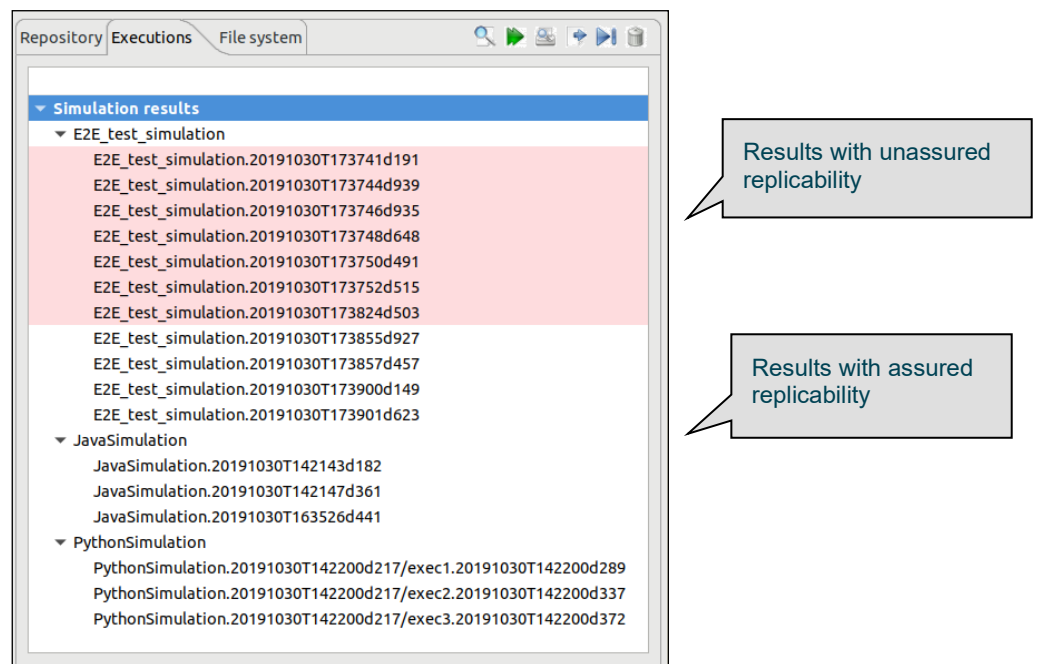 Repository Executions File system
Simulation results
E2E_test_simulation
E2E_test_simulation.20191030T173741d191
E2E_test_simulation.20191030T173744d939
E2E_test_simulation.20191030T173746d935
E2E_test_simulation.20191030T173748d648
E2E_test_simulation.20191030T173750d491
E2E_test_simulation.20191030T173752d515
E2E_test_simulation.20191030T173824d503
E2E_test_simulation.20191030T173855d927
E2E_test_simulation.20191030T173857d457
E2E_test_simulation.20191030T173900d149
E2E_test_simulation.20191030T173901d623
JavaSimulation
JavaSimulation.20191030T142143d182
JavaSimulation.20191030T142147d361
JavaSimulation.20191030T163526d441
PythonSimulation
PythonSimulation.20191030T142200d217/exec1.20191030T142200d289
PythonSimulation.20191030T142200d217/exec2.20191030T142200d337
PythonSimulation.20191030T142200d217/exec3.20191030T142200d372
Results with unassured
replicability
Results with assured
replicability